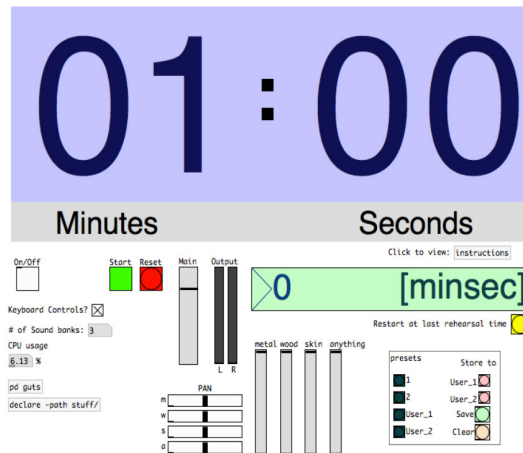 01:00
Minutes Seconds
Click to view: instructions
On/Off Start Reset Main Output
0 [minsec]
Keyboard Controls?
Restart at last rehearsal time
# of Sound banks: 3
CPU usage
6.13 %
metal wood skin anything
L R
presets Store to
1 User_1
2 User_2
User_1 Save
User_2 Clear
pd guts
declare -path stuff/
PAN
m
w
s
a